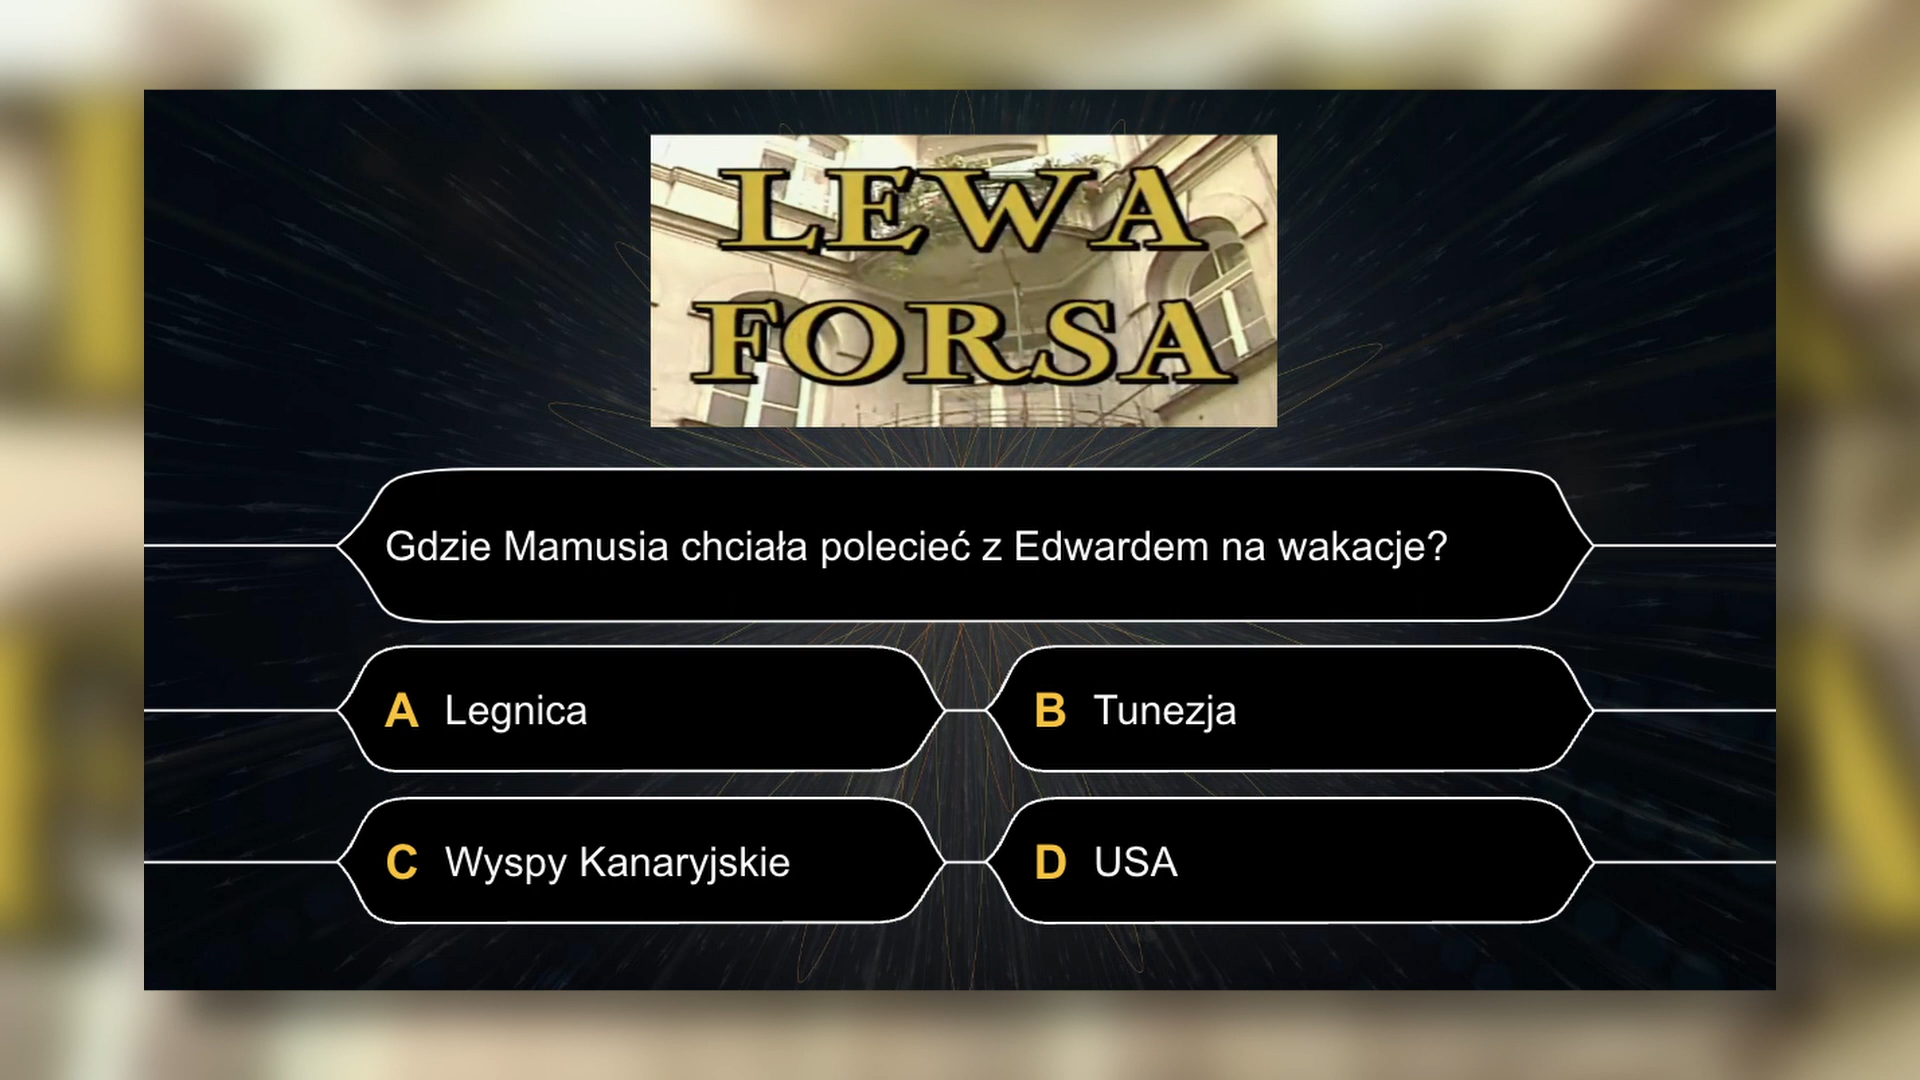 LEWA
FORSA
Gdzie Mamusia chciała polecieć z Edwardem na wakacje?
A Legnica
B Tunezja
C Wyspy Kanaryjskie
D USA